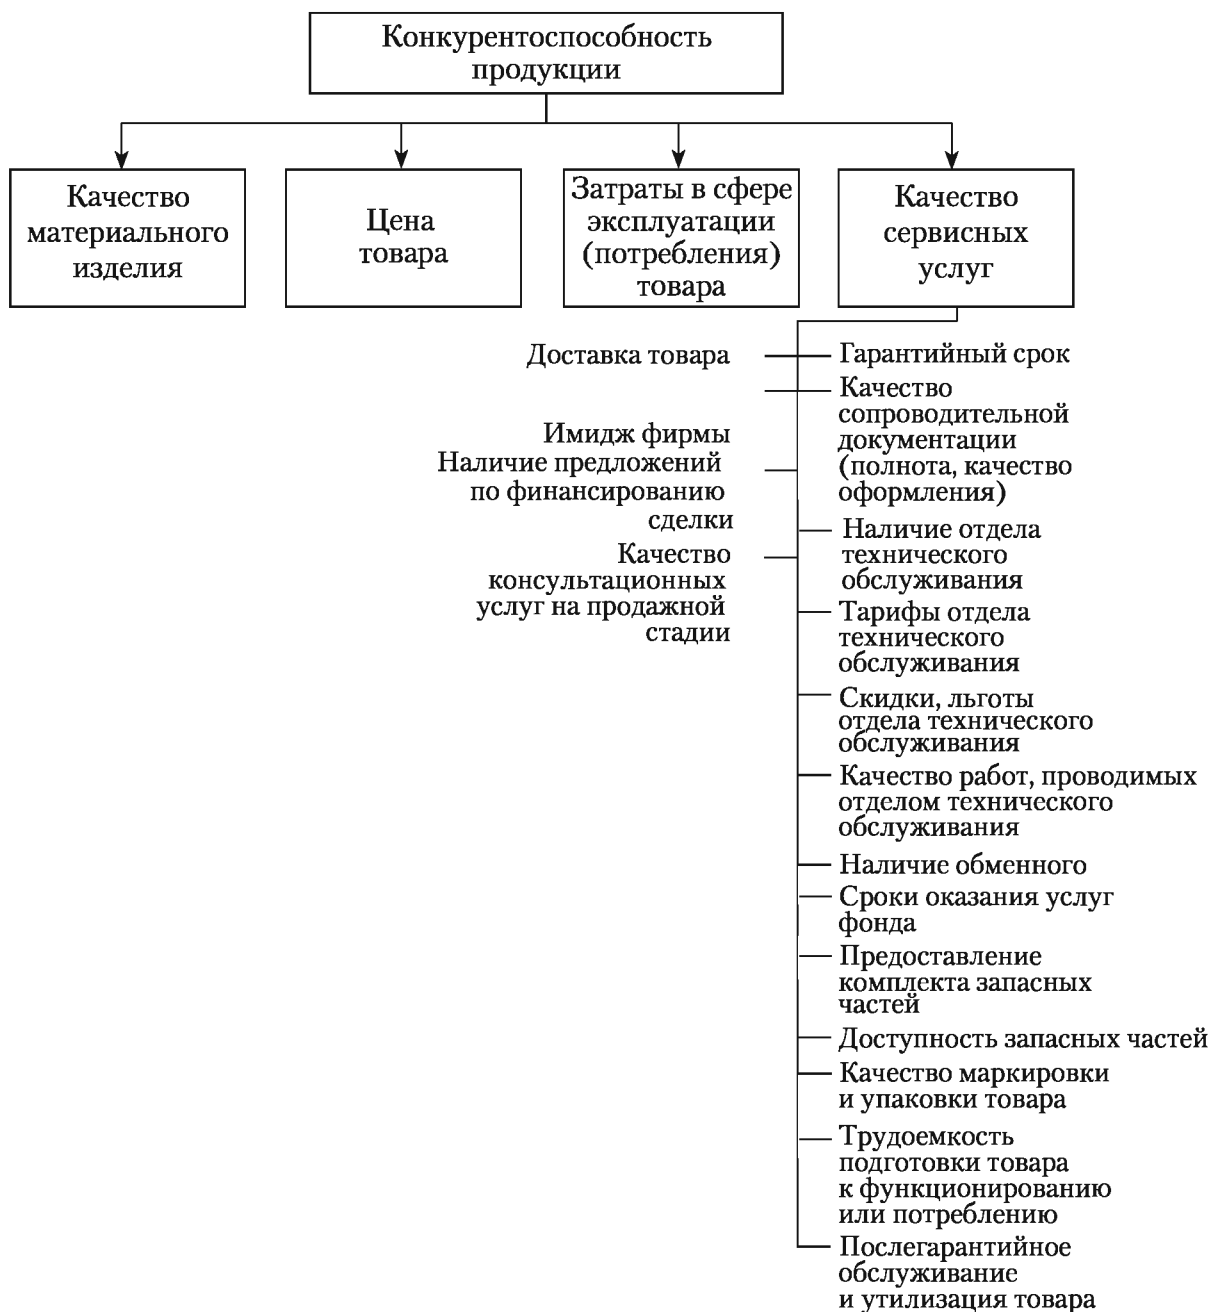 Конкурентоспособность
продукции
Качество
материального
изделия
Цена
товара
Затраты в сфере
эксплуатации
(потребления)
товара
Качество
сервисных
услуг
Доставка товара
Имидж фирмы
Наличие предложений
по финансированию
сделки
Качество
консультационных
услуг на продажной
стадии
Гарантийный срок
Качество
сопроводительной
документации
(полнота, качество
оформления)
Наличие отдела
технического
обслуживания
Тарифы отдела
технического
обслуживания
Скидки, льготы
отдела технического
обслуживания
Качество работ, проводимых
отделом технического
обслуживания
Наличие обменного
Сроки оказания услуг
фонда
Предоставление
комплекта запасных
частей
Доступность запасных частей
Качество маркировки
и упаковки товара
Трудоемкость
подготовки товара
к функционированию
или потреблению
Послегарантийное
обслуживание
и утилизация товара